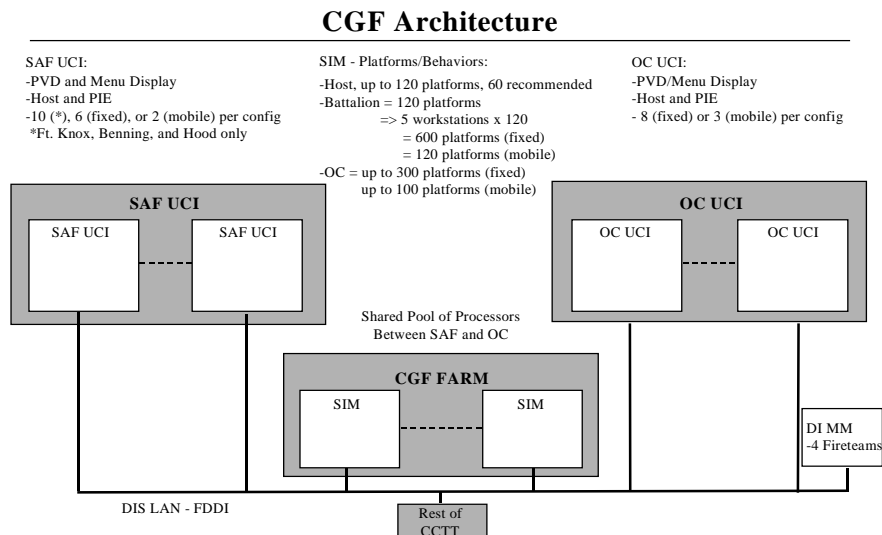 CGF Architecture
SAF UCI:
-PVD and Menu Display
-Host and PIE
-10 (*), 6 (fixed), or 2 (mobile) per config
*Ft. Knox, Benning, and Hood only
SIM - Platforms/Behaviors:
-Host, up to 120 platforms, 60 recommended
-Battalion = 120 platforms
=> 5 workstations x 120
= 600 platforms (fixed)
= 120 platforms (mobile)
-OC = up to 300 platforms (fixed)
up to 100 platforms (mobile)
OC UCI:
-PVD/Menu Display
-Host and PIE
- 8 (fixed) or 3 (mobile) per config
SAF UCI
SAF UCI
SAF UCI
OC UCI
OC UCI
OC UCI
Shared Pool of Processors
Between SAF and OC
CGF FARM
SIM
SIM
DI MM
-4 Fireteams
DIS LAN - FDDI
Rest of
CCTT